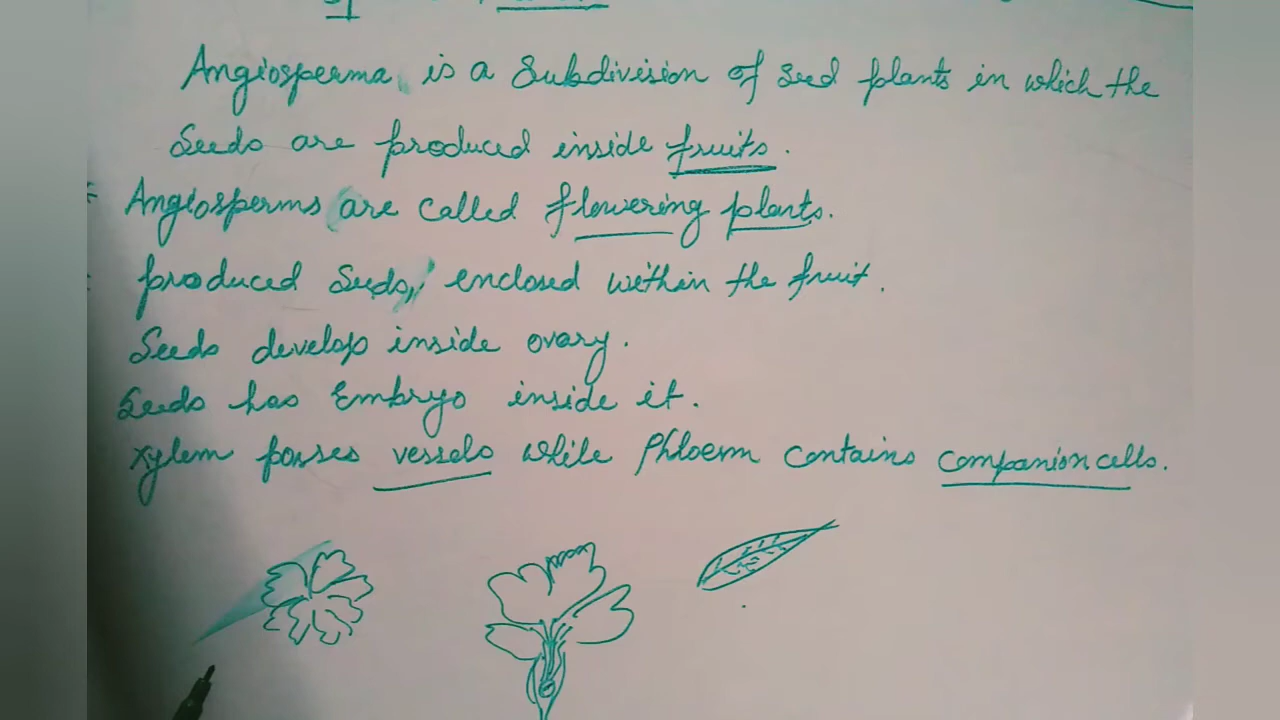 Angiosperma is a Subdivision of Seed plants in which the
Seeds are produced inside fruits.
Angiosperms are called flowering plants.
produced Seeds, enclosed within the fruit.
Seeds develop inside ovary.
Seeds has Embryo inside it.
xylem posses vessels while Phloem contains companion cells.